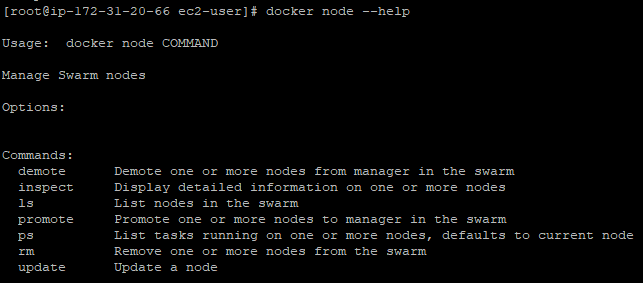 [root@ip-172-31-20-66 ec2-user]# docker node --help
Usage:  docker node COMMAND
Manage Swarm nodes
Options:
Commands:
  demote      Demote one or more nodes from manager in the swarm
  inspect     Display detailed information on one or more nodes
  ls          List nodes in the swarm
  promote     Promote one or more nodes to manager in the swarm
  ps          List tasks running on one or more nodes, defaults to current node
  rm          Remove one or more nodes from the swarm
  update      Update a node